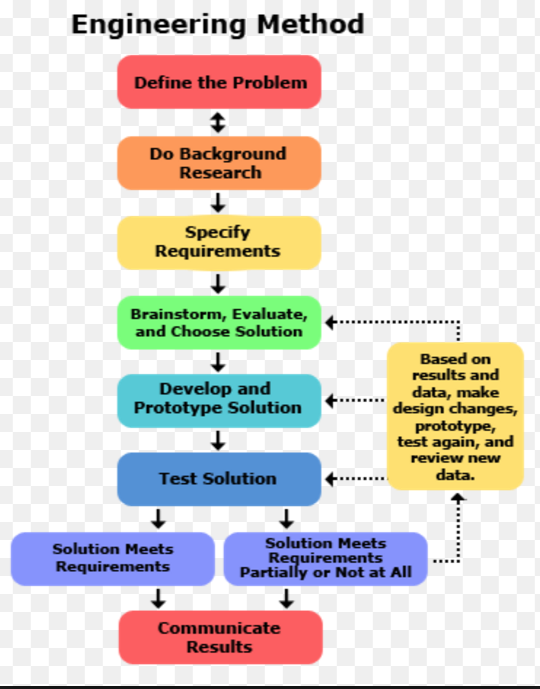 Engineering Method
Define the Problem
Do Background
Research
Specify
Requirements
Brainstorm, Evaluate,
and Choose Solution
Develop and
Prototype Solution
Test Solution
Based on
results and
data, make
design changes,
prototype,
test again, and
review new
data.
Solution Meets
Requirements
Solution Meets
Requirements
Partially or Not at All
Communicate
Results